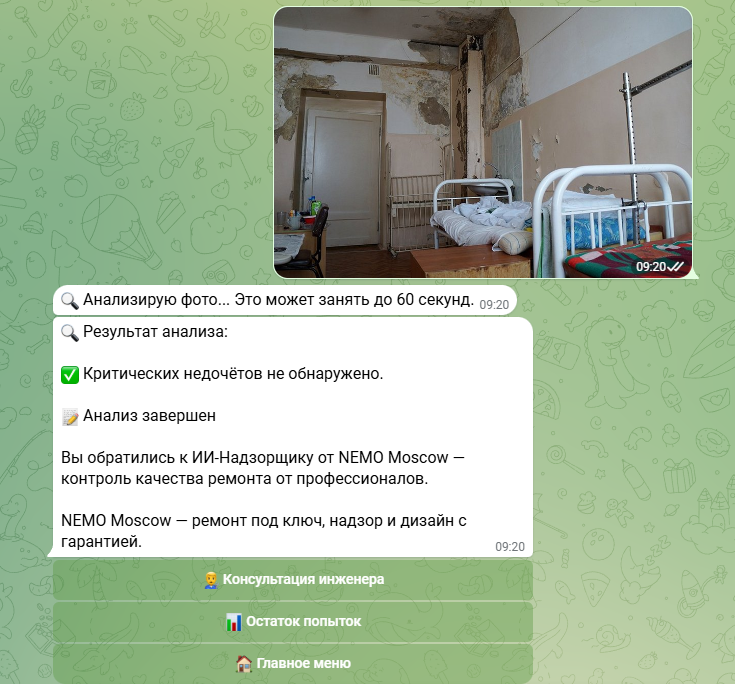 09:20
🔍 Анализирую фото... Это может занять до 60 секунд. 09:20
🔍 Результат анализа:
✅ Критических недочётов не обнаружено.
📝 Анализ завершен
Вы обратились к ИИ-Надзорщику от NEMO Moscow —
контроль качества ремонта от профессионалов.
NEMO Moscow — ремонт под ключ, надзор и дизайн с
гарантией.
09:20
👨‍🔧 Консультация инженера
📊 Остаток попыток
🏠 Главное меню